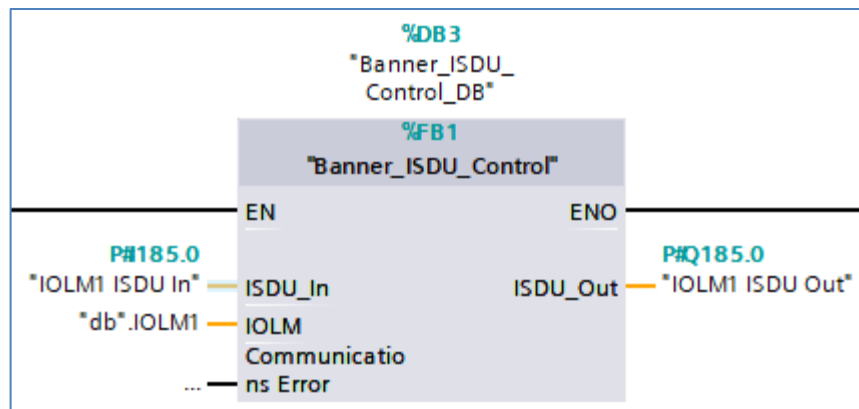 %DB3
"Banner_ISDU_
Control_DB"
%FB1
"Banner_ISDU_Control"
EN ENO
P#I185.0 P#Q185.0
"IOLM1 ISDU In" ISDU_In ISDU_Out "IOLM1 ISDU Out"
"db".IOLM1 IOLM
Communicatio
... ns Error